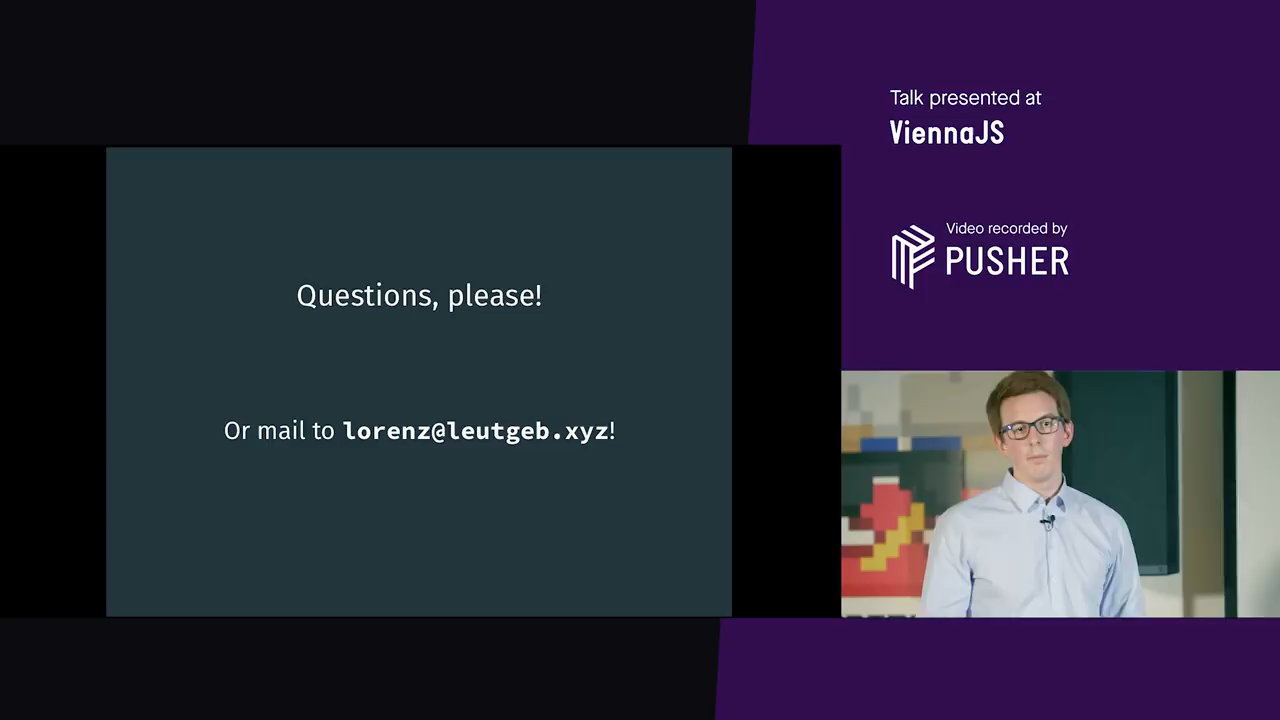 Questions, please!
Or mail to lorenz@leutgeb.xyz!
Talk presented at
ViennaJS
Video recorded by
PUSHER